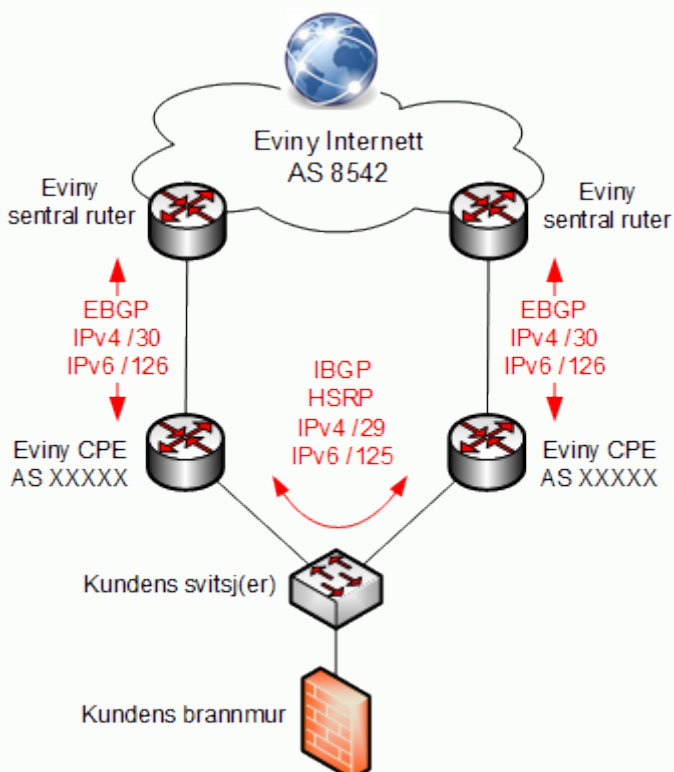 Eviny Internett
AS 8542
Eviny
sentral ruter
Eviny
sentral ruter
EBGP
IPv4 /30
IPv6 /126
EBGP
IPv4 /30
IPv6 /126
IBGP
HSRP
IPv4 /29
IPv6 /125
Eviny CPE
AS XXXXX
Eviny CPE
AS XXXXX
Kundens svitsj(er)
Kundens brannmur